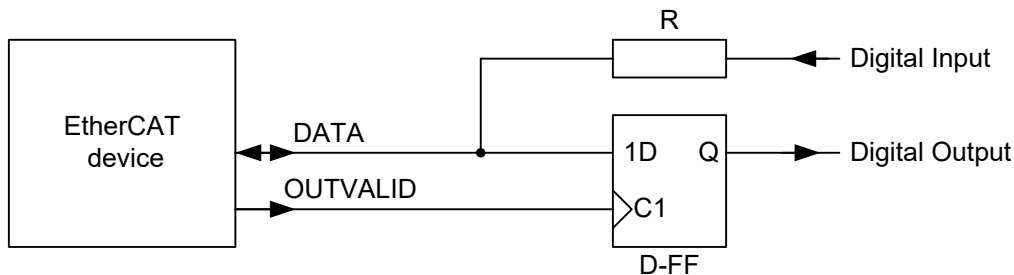 R
Digital Input
EtherCAT
device
DATA
1D
Q
Digital Output
OUTVALID
C1
D-FF